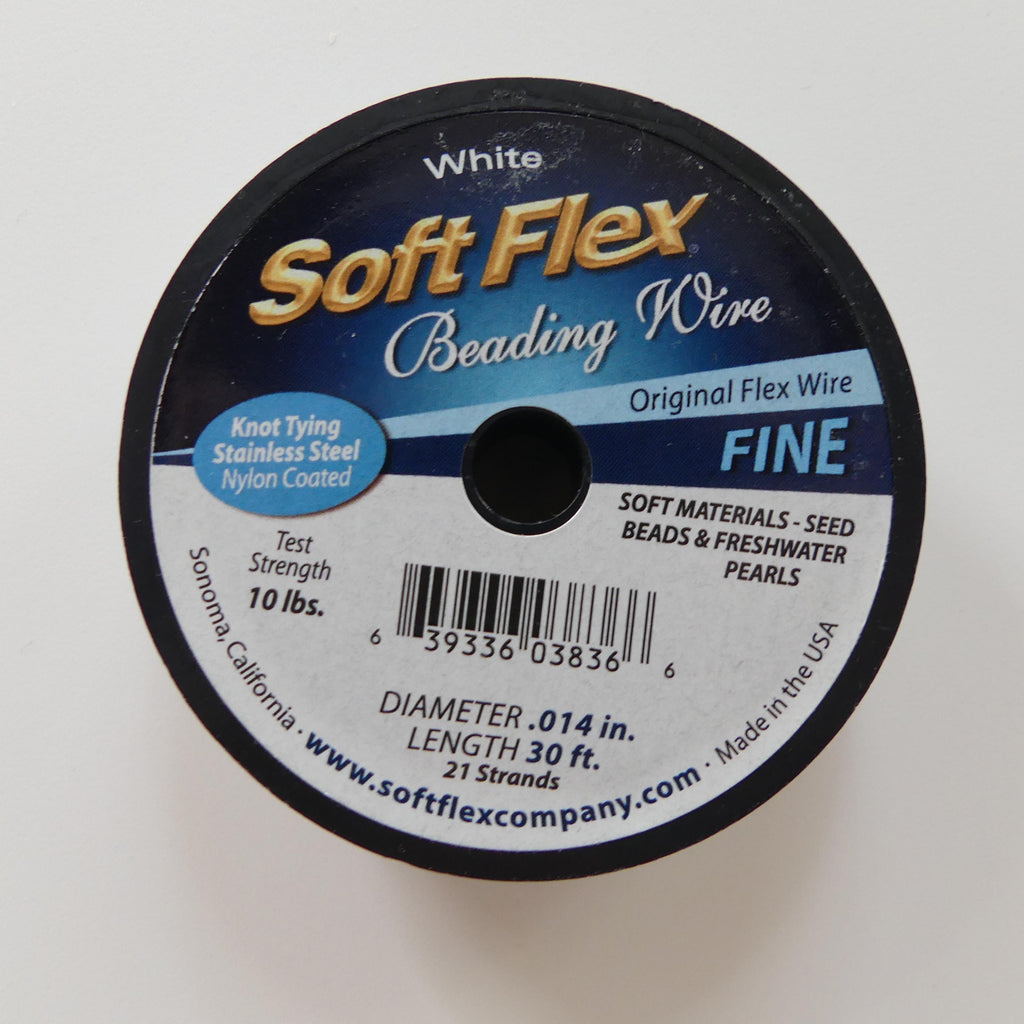 White
Soft Flex®
Beading Wire
Original Flex Wire
FINE
Knot Tying
Stainless Steel
Nylon Coated
SOFT MATERIALS - SEED
BEADS & FRESHWATER
PEARLS
Test
Strength
10 lbs.
6 39336 03836 6
DIAMETER .014 in.
LENGTH 30 ft.
21 Strands
Sonoma, California · www.softflexcompany.com · Made in the USA